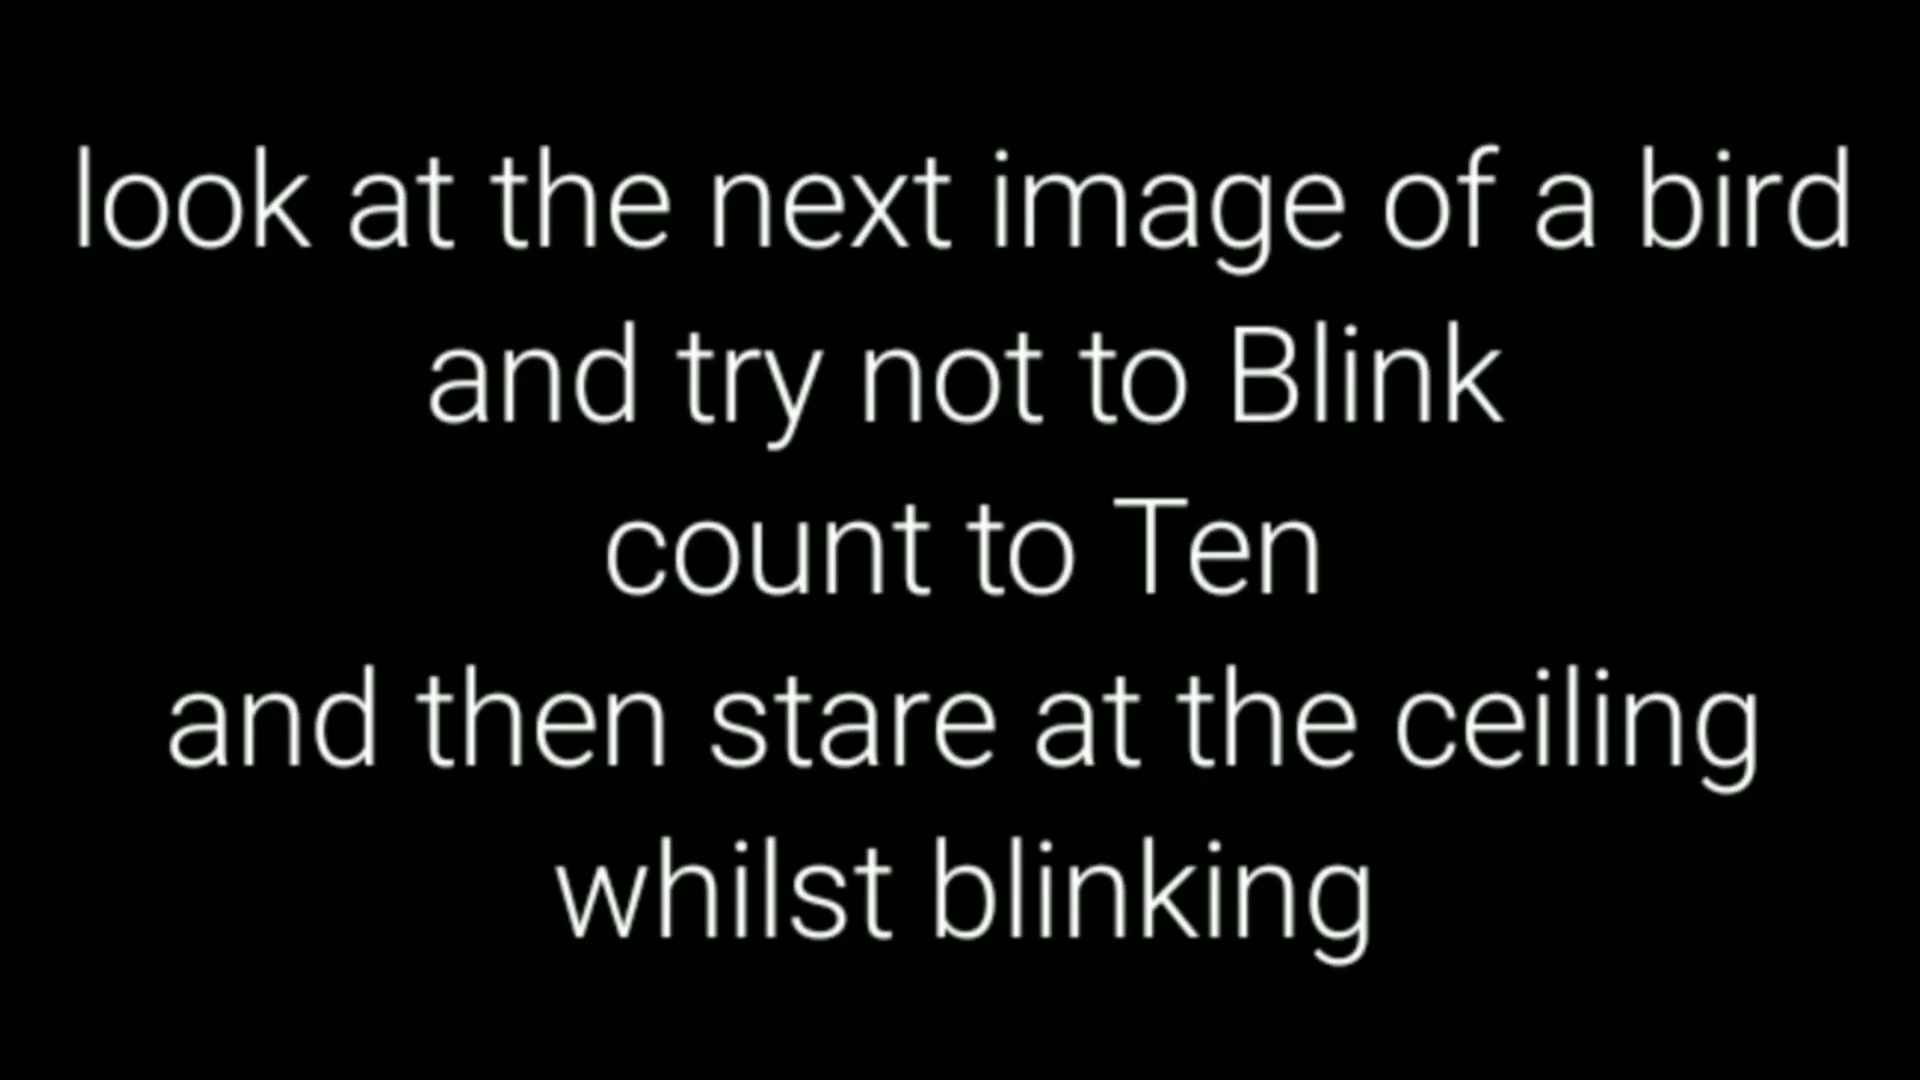 look at the next image of a bird
and try not to Blink
count to Ten
and then stare at the ceiling
whilst blinking